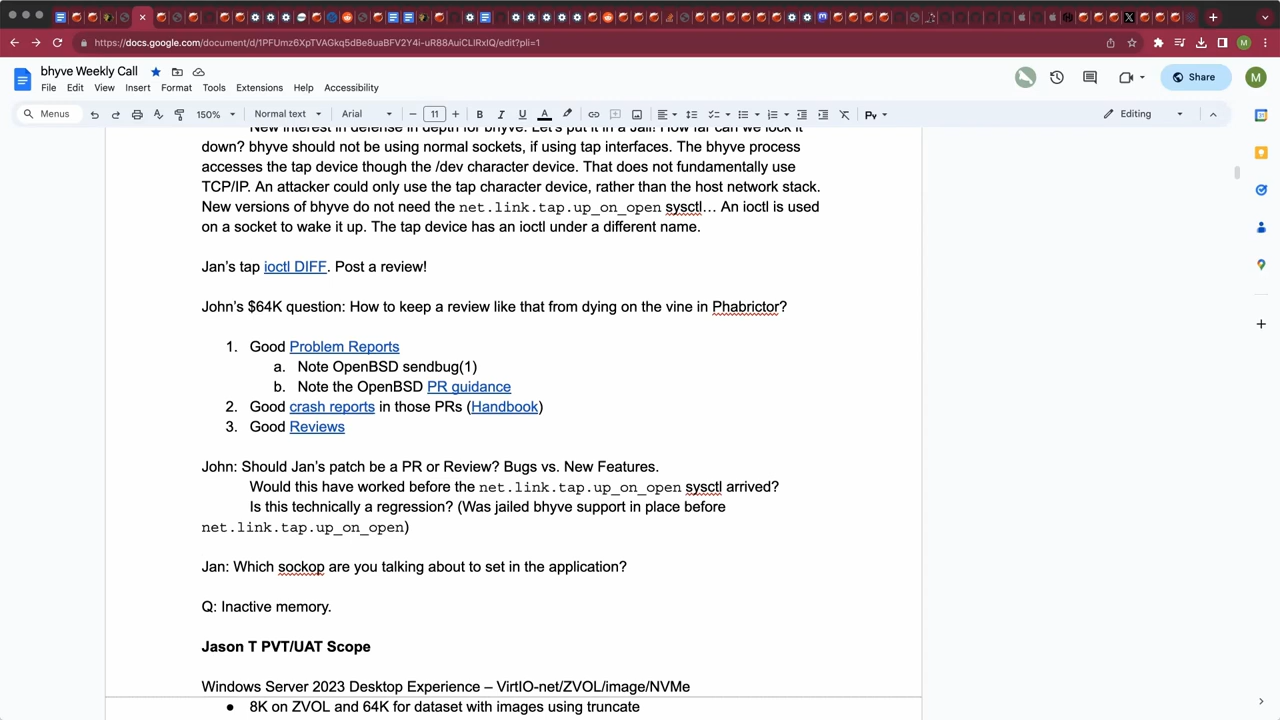 https://docs.google.com/document/d/1PFUmz6XpTVAGkq5dBe8uaBFV2Y4i-uR88AuiCLlRxIQ/edit?pli=1
M
bhyve Weekly Call
File Edit View Insert Format Tools Extensions Help Accessibility
Share
M
Menus
150%
Normal text
Arial
11
B I U A
Editing
New interest in defense in depth for bhyve: Let's put it in a Jail! How far can we lock it
down? bhyve should not be using normal sockets, if using tap interfaces. The bhyve process
accesses the tap device though the /dev character device. That does not fundamentally use
TCP/IP. An attacker could only use the tap character device, rather than the host network stack.
New versions of bhyve do not need the net.link.tap.up_on_open sysctl… An ioctl is used
on a socket to wake it up. The tap device has an ioctl under a different name.
Jan's tap ioctl DIFF. Post a review!
John's $64K question: How to keep a review like that from dying on the vine in Phabrictor?
1. Good Problem Reports
a. Note OpenBSD sendbug(1)
b. Note the OpenBSD PR guidance
2. Good crash reports in those PRs (Handbook)
3. Good Reviews
John: Should Jan's patch be a PR or Review? Bugs vs. New Features.
Would this have worked before the net.link.tap.up_on_open sysctl arrived?
Is this technically a regression? (Was jailed bhyve support in place before
net.link.tap.up_on_open)
Jan: Which sockop are you talking about to set in the application?
Q: Inactive memory.
Jason T PVT/UAT Scope
Windows Server 2023 Desktop Experience – VirtIO-net/ZVOL/image/NVMe
● 8K on ZVOL and 64K for dataset with images using truncate